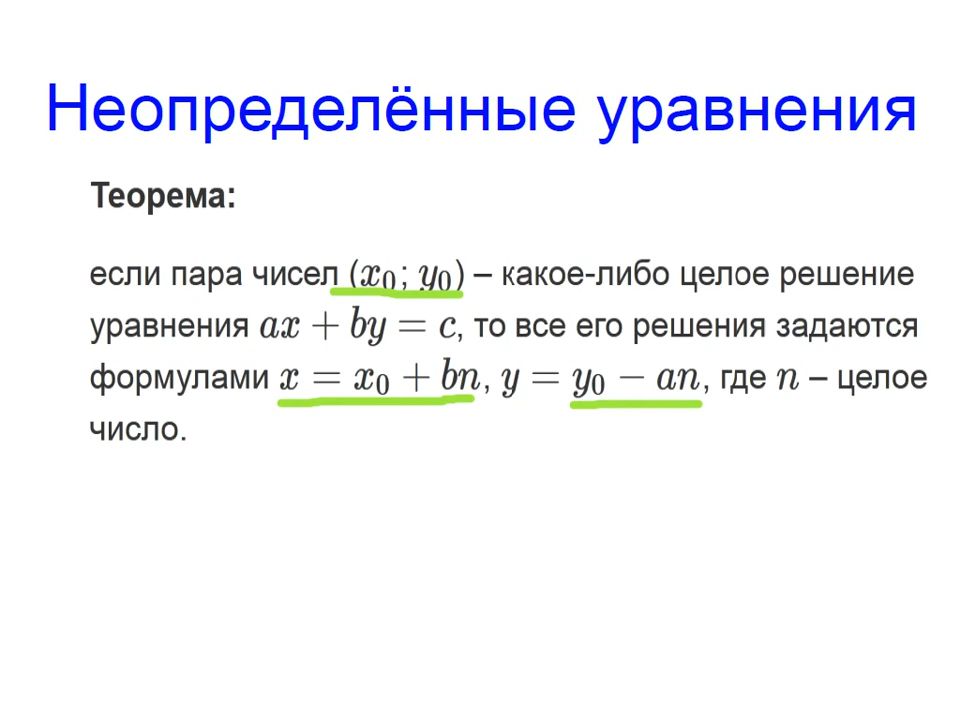 Неопределённые уравнения
Теорема:
если пара чисел (x₀; y₀) – какое-либо целое решение
уравнения ax + by = c, то все его решения задаются
формулами x = x₀ + bn, y = y₀ − an, где n – целое
число.